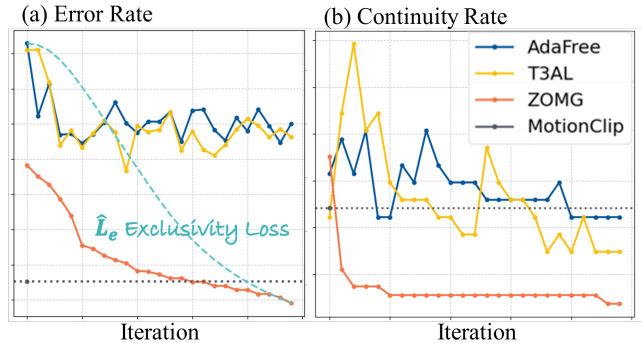 (a) Error Rate
L̂ₑ Exclusivity Loss
Iteration
(b) Continuity Rate
AdaFree
T3AL
ZOMG
MotionClip
Iteration